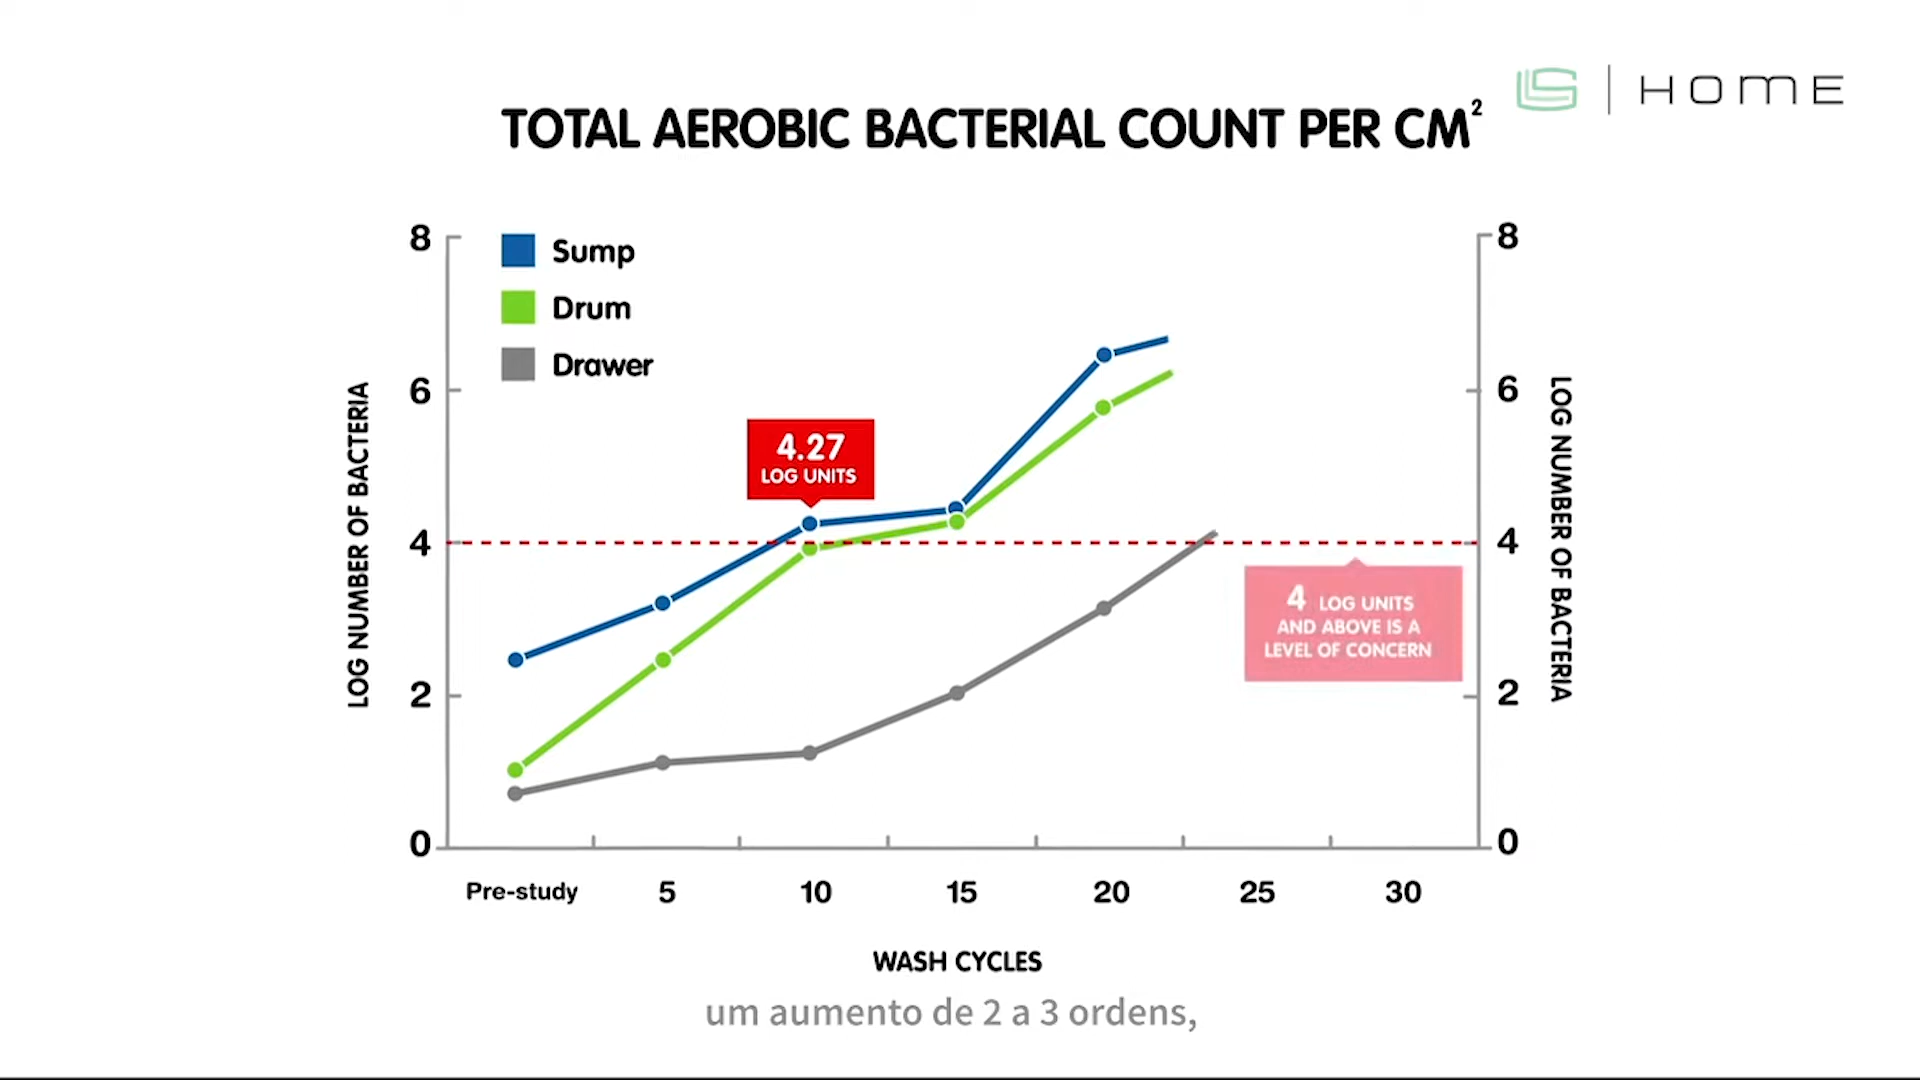 HOME
TOTAL AEROBIC BACTERIAL COUNT PER CM²
8
6
4
2
0
LOG NUMBER OF BACTERIA
Sump
Drum
Drawer
4.27
LOG UNITS
4 LOG UNITS
AND ABOVE IS A
LEVEL OF CONCERN
8
6
4
2
0
LOG NUMBER OF BACTERIA
Pre-study 5 10 15 20 25 30
WASH CYCLES
um aumento de 2 a 3 ordens,